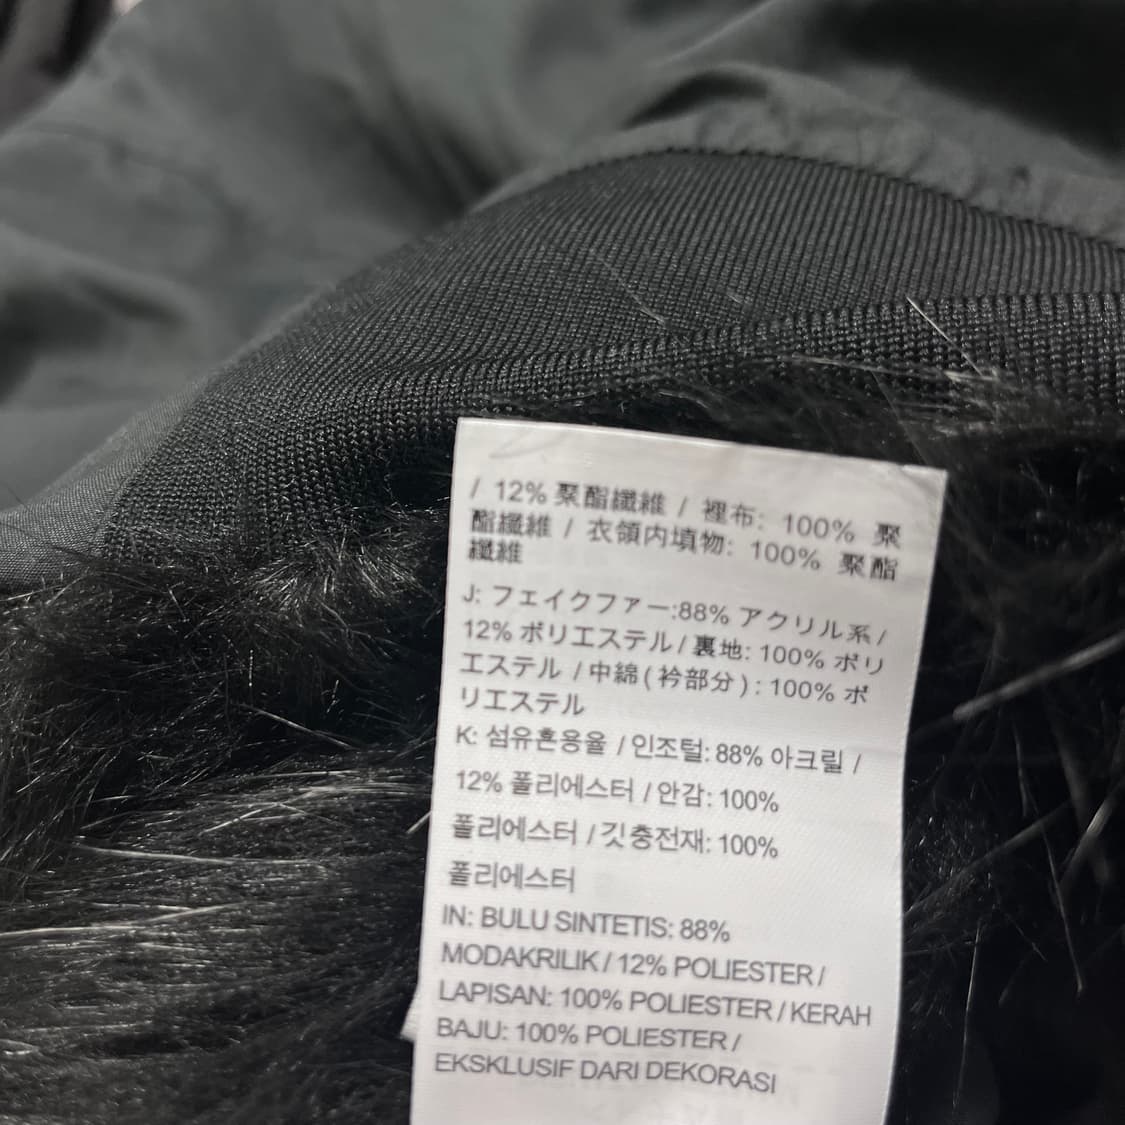 / 12% 聚酯纖維 / 裡布: 100% 聚
酯纖維 / 衣領內填物: 100% 聚酯
纖維
J: フェイクファー:88% アクリル系 /
12% ポリエステル / 裏地: 100% ポリ
エステル / 中綿 ( 衿部分 ) : 100% ポ
リエステル
K: 섬유혼용율 / 인조털: 88% 아크릴 /
12% 폴리에스터 / 안감: 100%
폴리에스터 / 깃충전재: 100%
폴리에스터
IN: BULU SINTETIS: 88%
MODAKRILIK / 12% POLIESTER /
LAPISAN: 100% POLIESTER / KERAH
BAJU: 100% POLIESTER /
EKSKLUSIF DARI DEKORASI